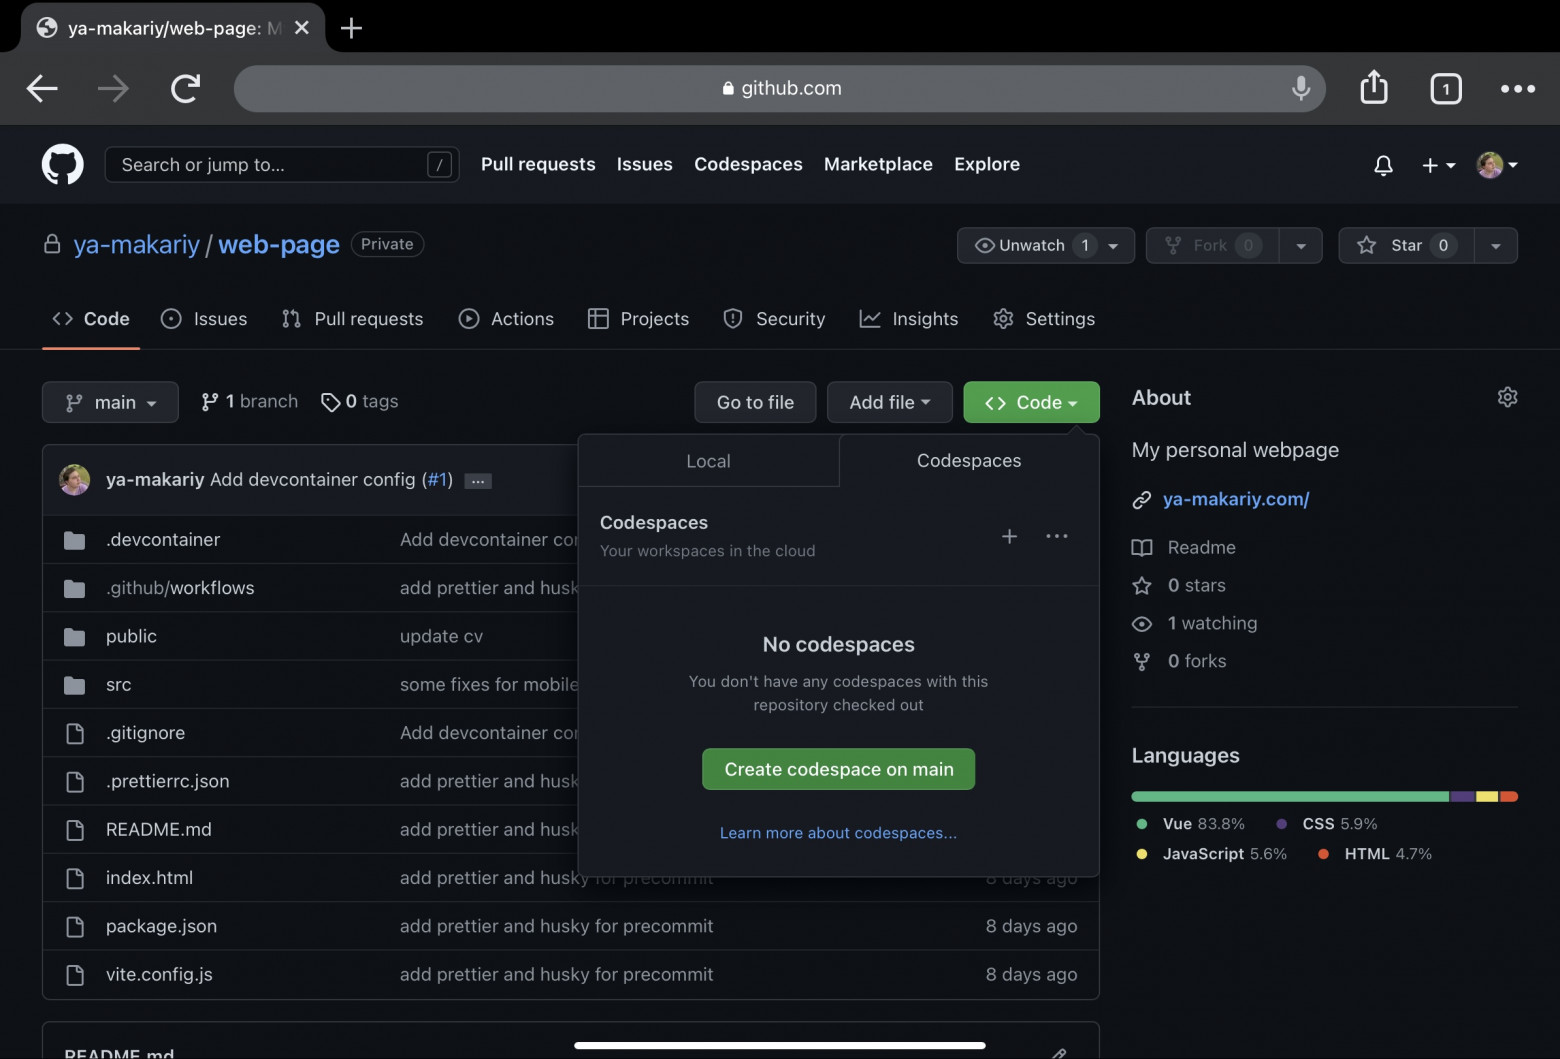 ya-makariy/web-page: M
github.com
1
Search or jump to... /
Pull requests Issues Codespaces Marketplace Explore
ya-makariy / web-page Private
Unwatch 1 Fork 0 Star 0
Code Issues Pull requests Actions Projects Security Insights Settings
main 1 branch 0 tags
Go to file Add file Code
ya-makariy Add devcontainer config (#1) ...
.devcontainer Add devcontainer con
.github/workflows add prettier and husk
public update cv
src some fixes for mobile
.gitignore Add devcontainer con
.prettierrc.json add prettier and husk
README.md add prettier and husk
index.html add prettier and husky for precommit 8 days ago
package.json add prettier and husky for precommit 8 days ago
vite.config.js add prettier and husky for precommit 8 days ago
README.md
Local Codespaces
Codespaces
Your workspaces in the cloud
No codespaces
You don't have any codespaces with this
repository checked out
Create codespace on main
Learn more about codespaces...
About
My personal webpage
ya-makariy.com/
Readme
0 stars
1 watching
0 forks
Languages
Vue 83.8% CSS 5.9%
JavaScript 5.6% HTML 4.7%